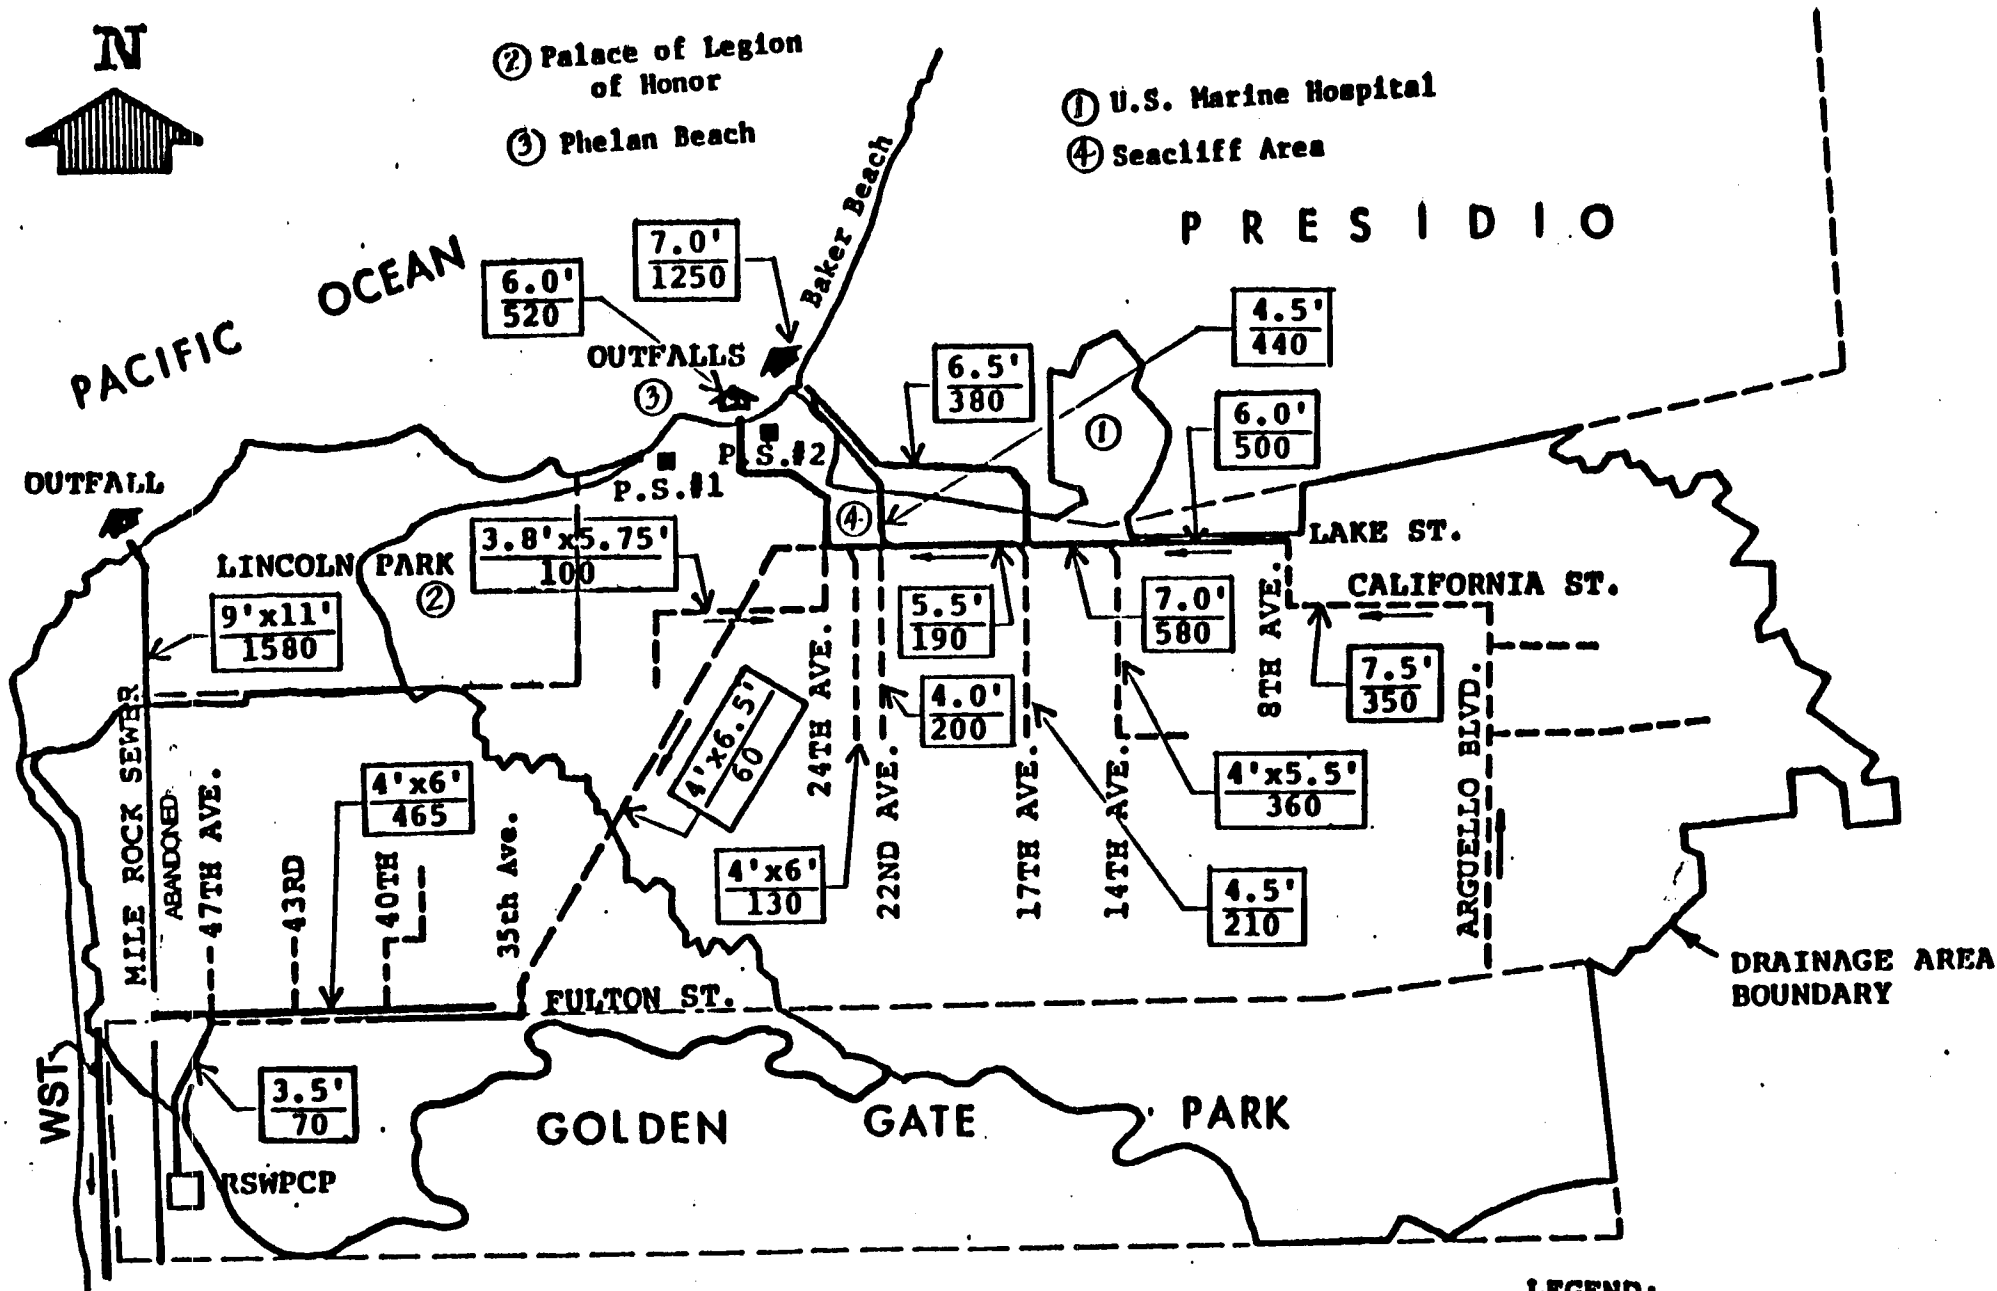 N
② Palace of Legion
of Honor
③ Phelan Beach
① U.S. Marine Hospital
④ Seacliff Area
PRESIDIO
PACIFIC OCEAN
Baker Beach
7.0'
1250
6.0'
520
OUTFALLS
③
4.5'
440
6.5'
380
①
6.0'
500
P.S.#2
P.S.#1
OUTFALL
④
3.8'x5.75'
100
LAKE ST.
LINCOLN PARK
②
CALIFORNIA ST.
9'x11'
1580
5.5'
190
7.0'
580
8TH AVE.
7.5'
350
4.0'
200
24TH AVE.
4'x6.5'
60
MILE ROCK SEWER
ABANDONED
47TH AVE.
43RD
4'x6'
465
40TH
35th Ave.
4'x6'
130
22ND AVE.
17TH AVE.
14TH AVE.
4'x5.5'
360
4.5'
210
ARGUELLO BLVD.
DRAINAGE AREA
BOUNDARY
FULTON ST.
WST
3.5'
70
RSWPCP
GOLDEN GATE PARK
LEGEND: